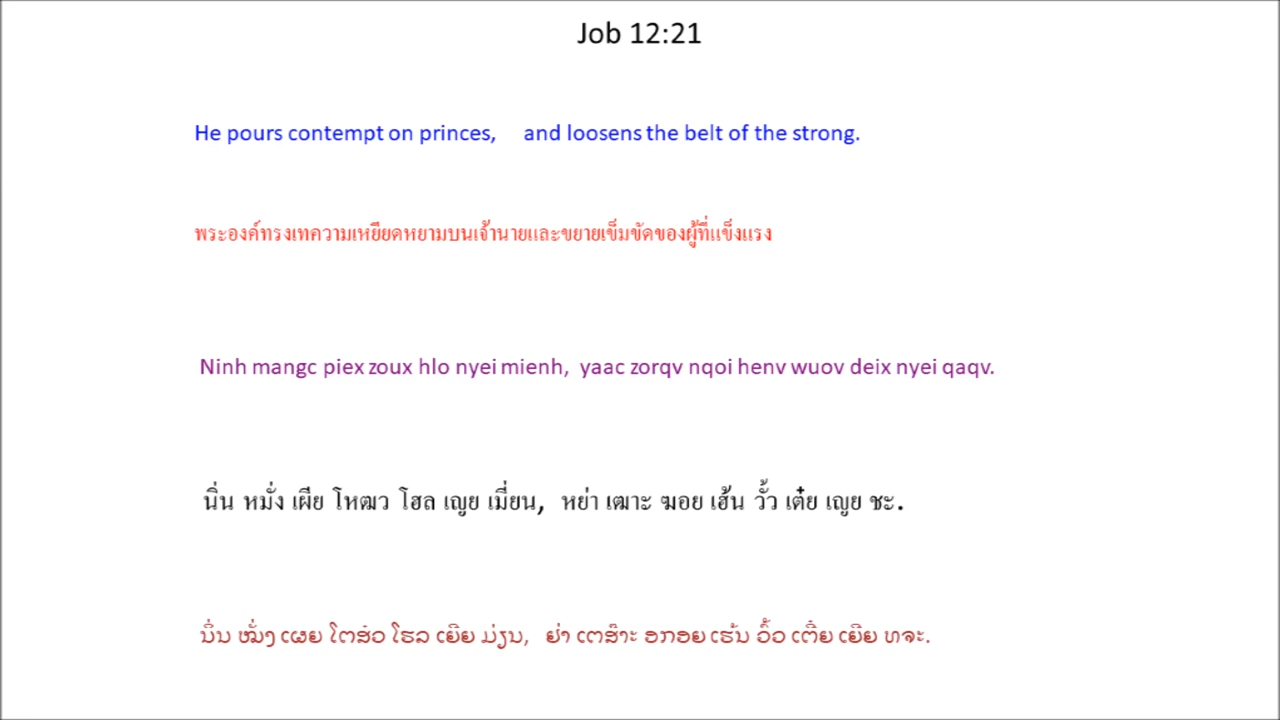 Job 12:21
He pours contempt on princes, and loosens the belt of the strong.
พระองค์ทรงเทความเหยียดหยามบนเจ้านายและขยายเข็มขัดของผู้ที่แข็งแรง
Ninh mangc piex zoux hlo nyei mienh, yaac zorqv nqoi henv wuov deix nyei qaqv.
นิ่น หมั่ง เผีย โหฒว โฮล เญย เมี่ยน, หย่า เฒาะ ฆอย เฮ้น วั้ว เต๋ย เญย ชะ.
ນິ່ນ ໝັ່ງ ເຜຍ ໂຕສ໋ວ ໂຮລ ເຍີຍ ມ່ຽນ, ຢ່າ ເຕສ໊າະ ອກອຍ ເຮ້ນ ວົ້ວ ເຕີ໋ຍ ເຍີຍ ທຈະ.